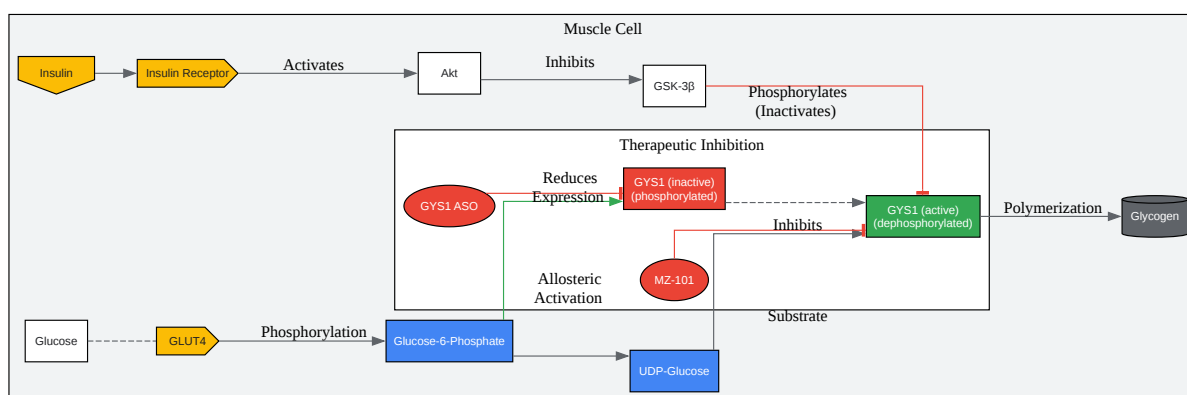 Muscle Cell
Insulin
Insulin Receptor
Activates
Akt
Inhibits
GSK-3β
Phosphorylates
(Inactivates)
Therapeutic Inhibition
GYS1 ASO
Reduces
Expression
GYS1 (inactive)
(phosphorylated)
GYS1 (active)
(dephosphorylated)
Polymerization
Glycogen
Inhibits
MZ-101
Allosteric
Activation
Substrate
Glucose
GLUT4
Phosphorylation
Glucose-6-Phosphate
UDP-Glucose